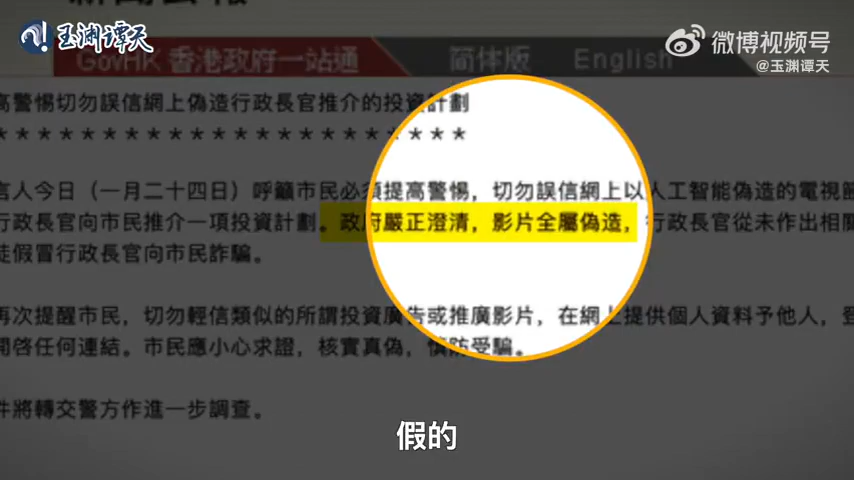 玉渊谭天
微博视频号
@玉渊谭天
GovHK 香港政府一站通 简体版 English
高警惕切勿誤信網上偽造行政長官推介的投資計劃
* * * * * * * * * * * * * * * * * * * * * * *
言人今日（一月二十四日）呼籲市民必須提高警惕，切勿誤信網上以人工智能偽造的電視節
行政長官向市民推介一項投資計劃。政府嚴正澄清，影片全屬偽造，行政長官從未作出相關
徒假冒行政長官向市民詐騙。
再次提醒市民，切勿輕信類似的所謂投資廣告或推廣影片，在網上提供個人資料予他人，登
開啓任何連結。市民應小心求證，核實真偽，慎防受騙。
件將轉交警方作進一步調查。
假的